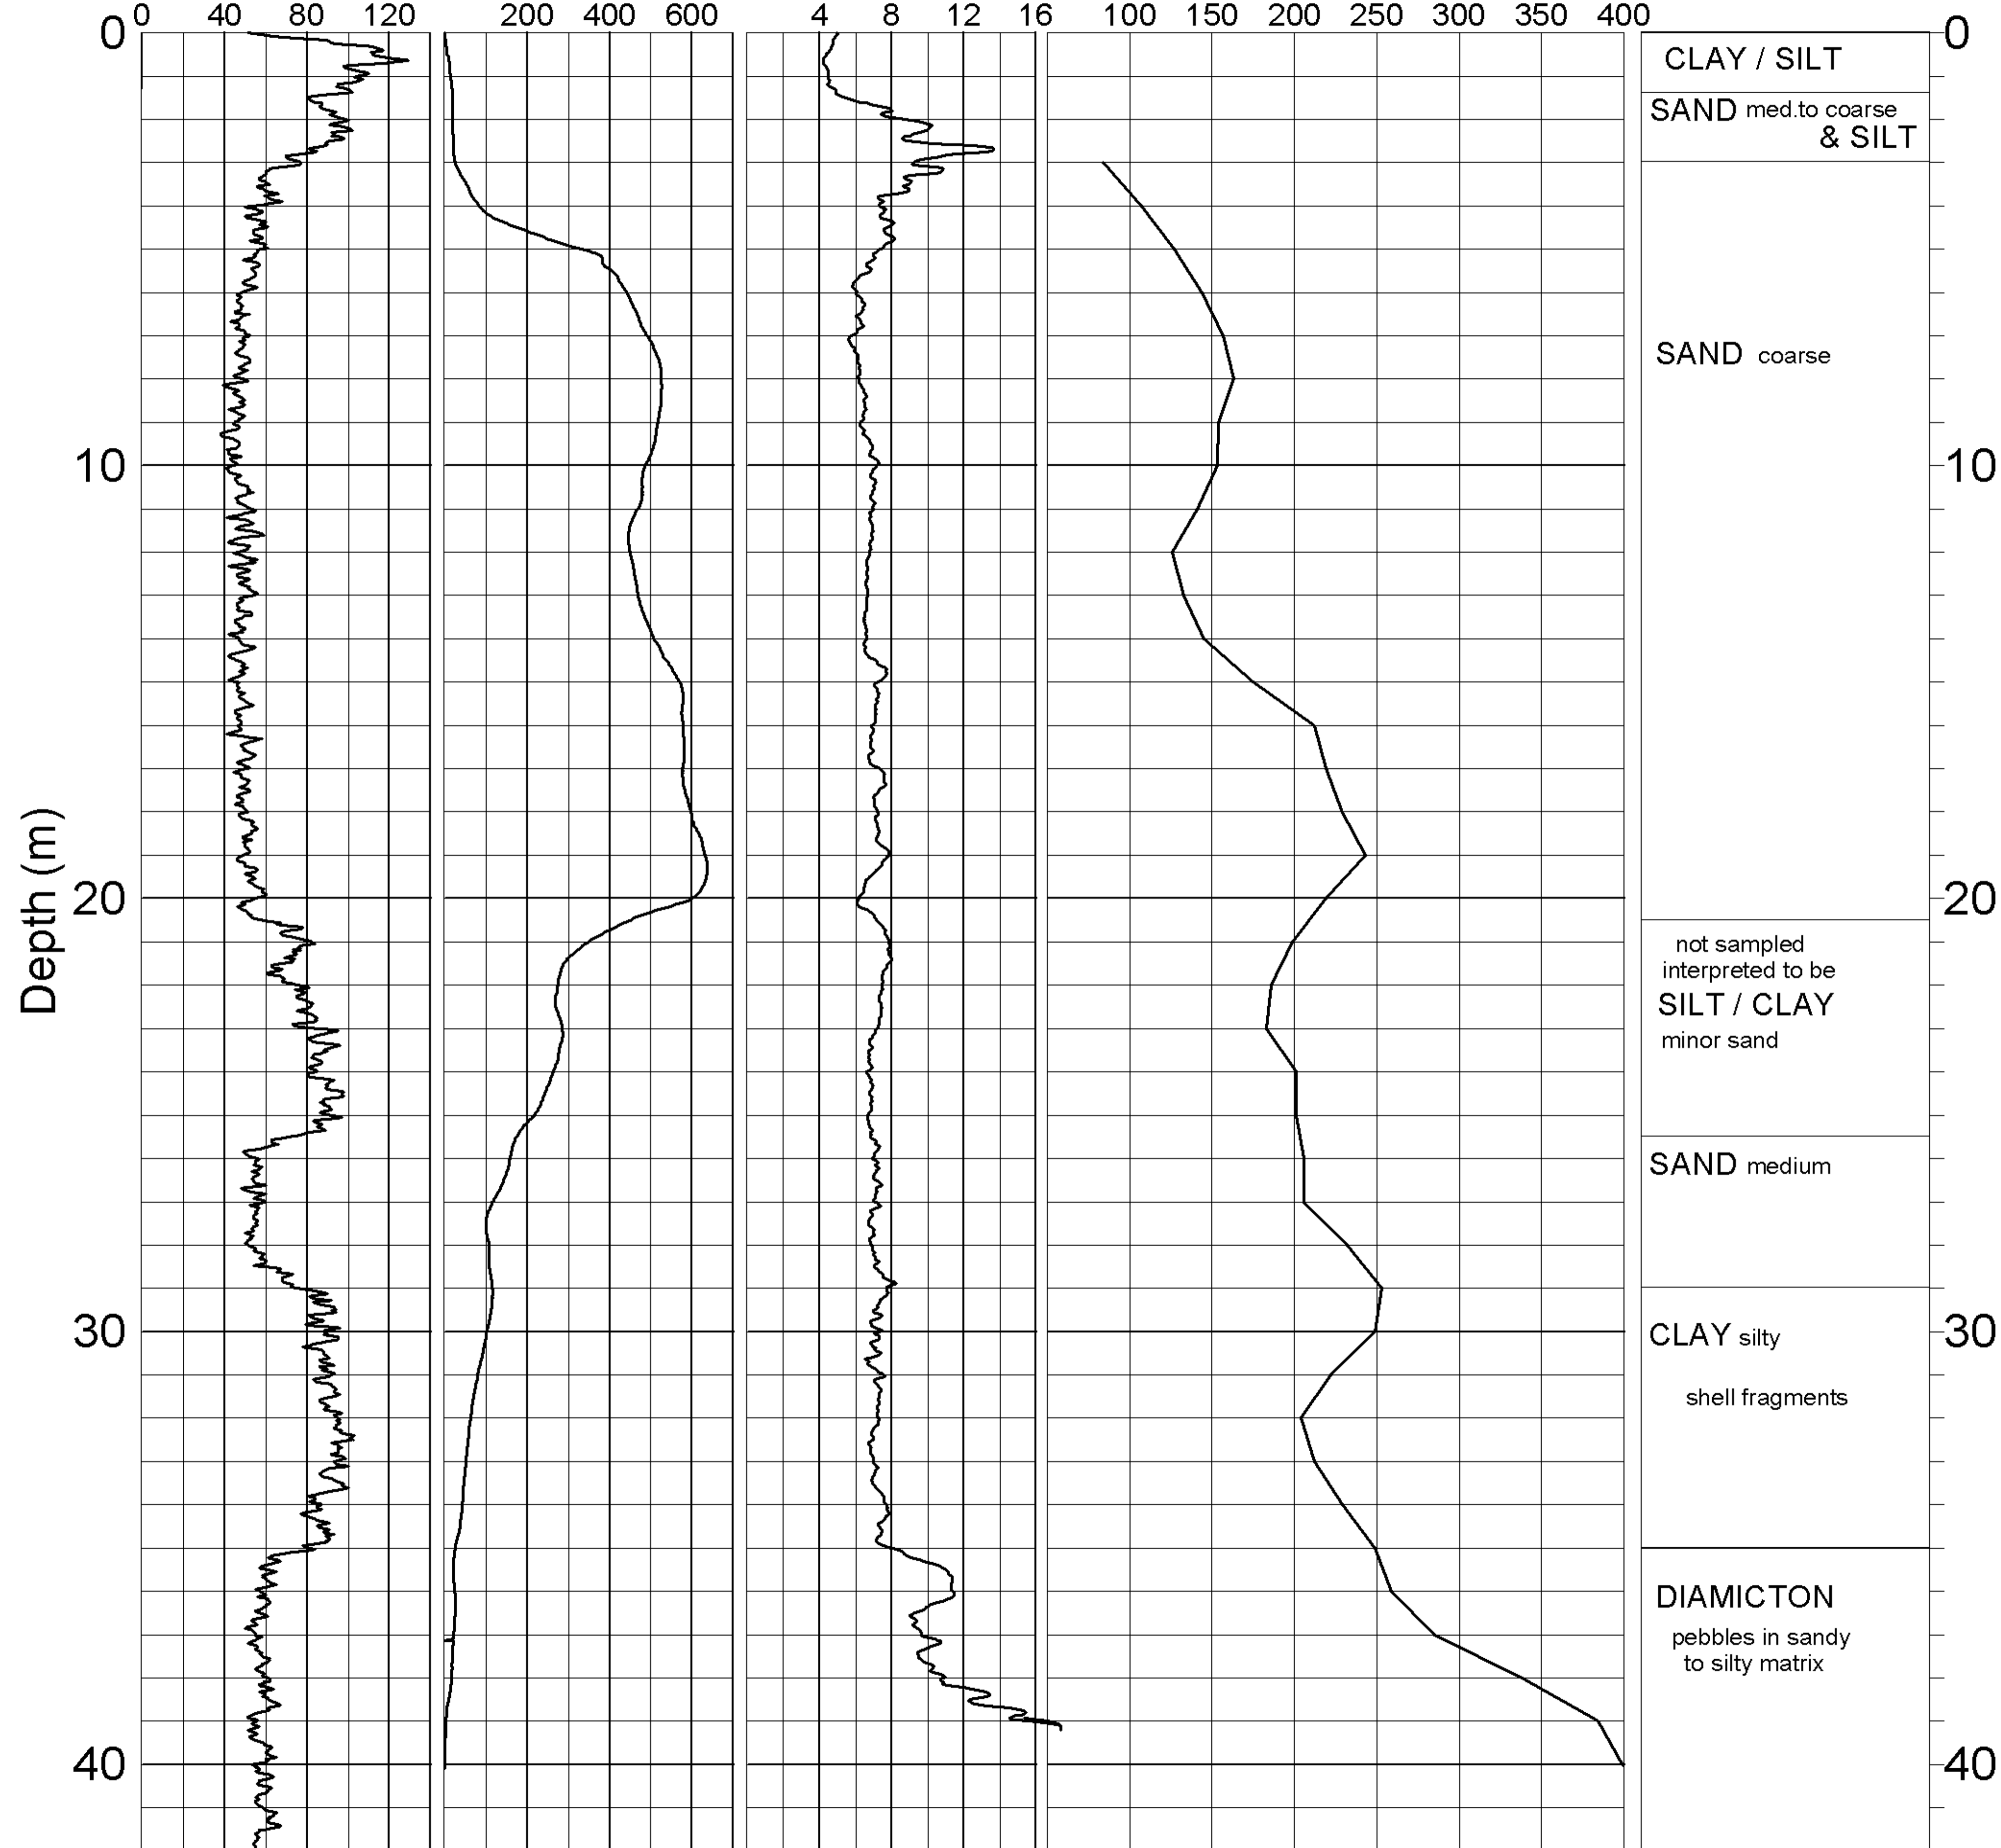 0 40 80 120 200 400 600 4 8 12 16 100 150 200 250 300 350 400
0 0
CLAY / SILT
SAND med.to coarse
& SILT
SAND coarse
10 10
Depth (m)
20 20
not sampled
interpreted to be
SILT / CLAY
minor sand
SAND medium
30 30
CLAY silty
shell fragments
DIAMICTON
pebbles in sandy
to silty matrix
40 40